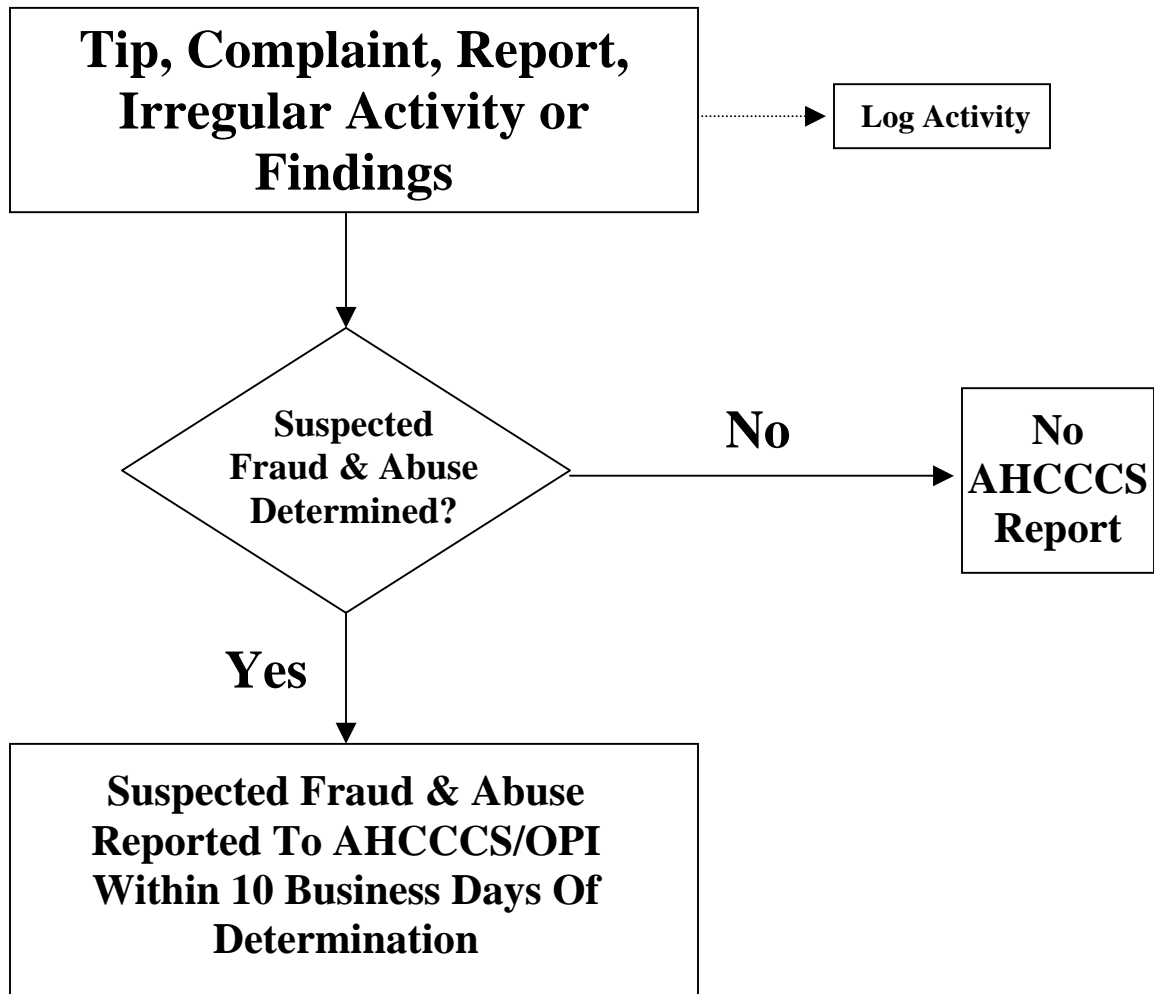 Tip, Complaint, Report,
Irregular Activity or
Findings
Log Activity
Suspected
Fraud & Abuse
Determined?
No
No
AHCCCS
Report
Yes
Suspected Fraud & Abuse
Reported To AHCCCS/OPI
Within 10 Business Days Of
Determination